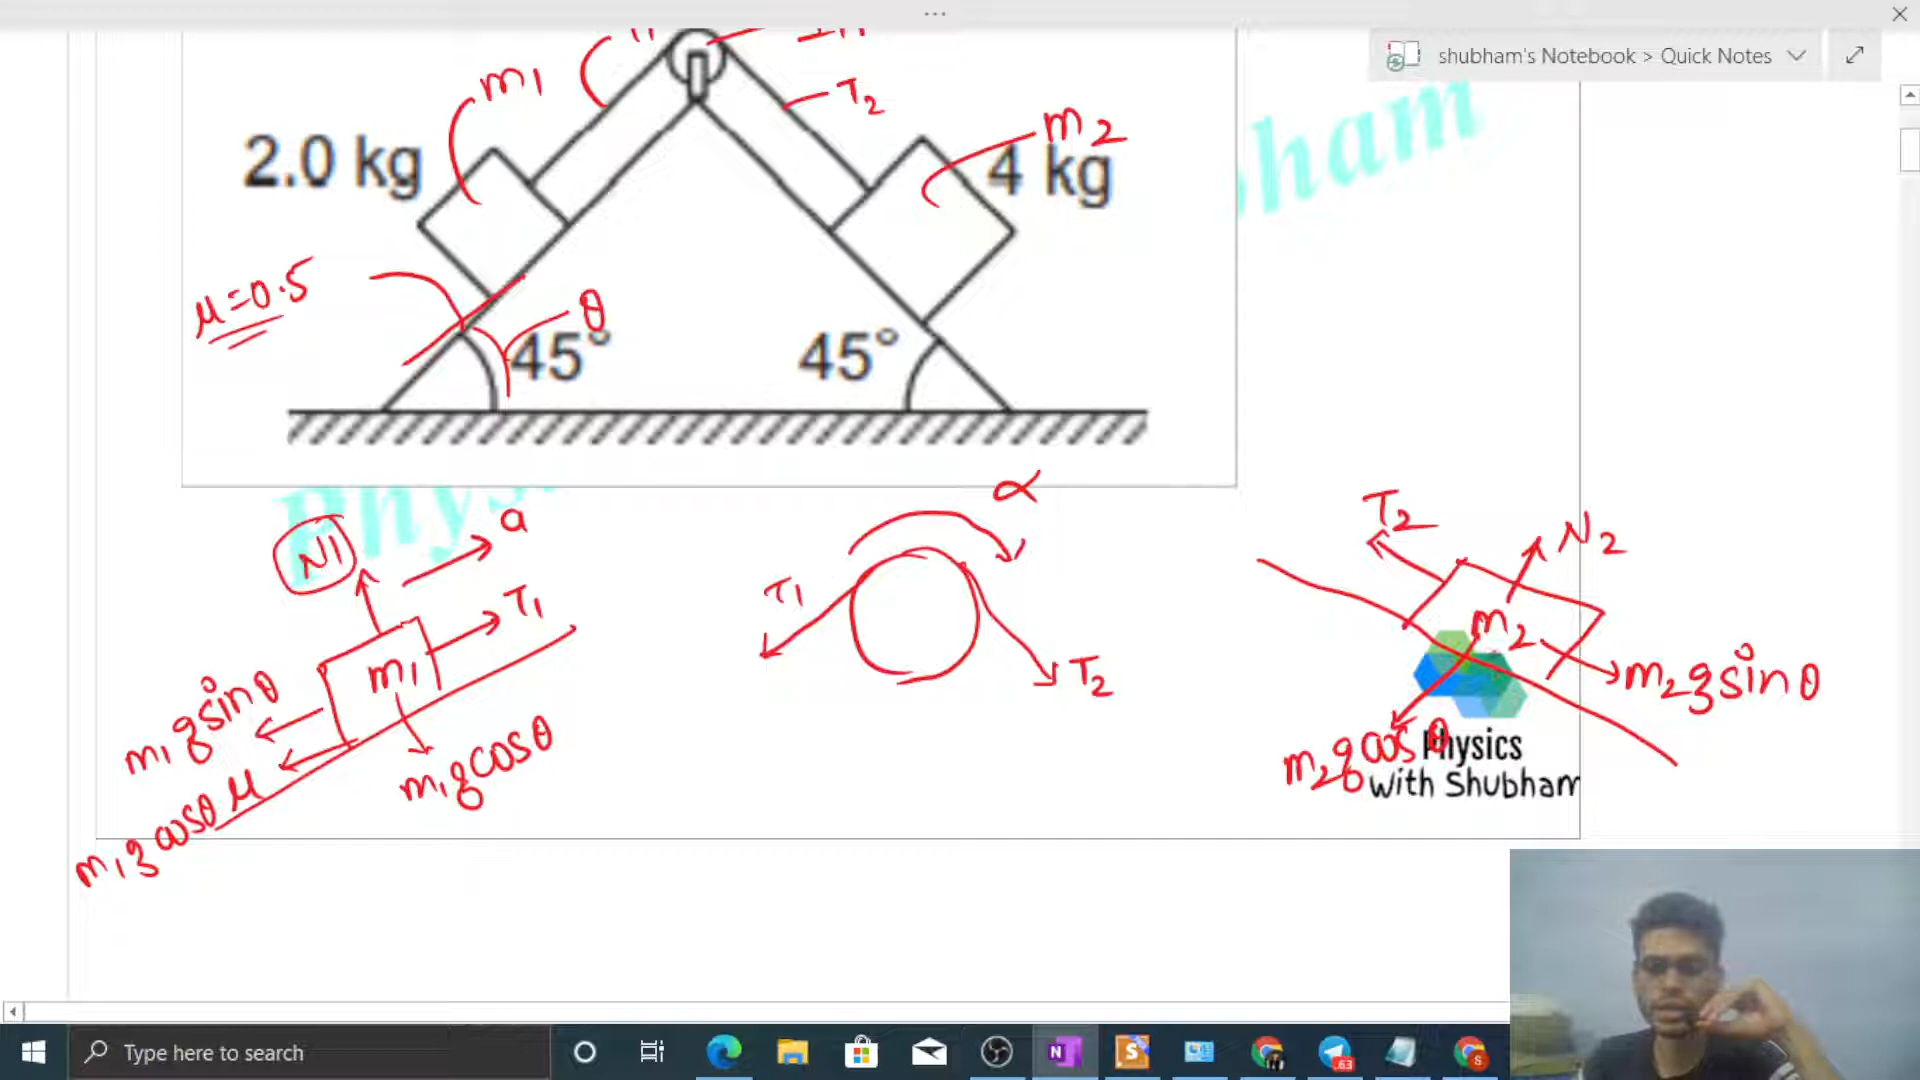 shubham's Notebook > Quick Notes
m1
T2
m2
2.0 kg
4 kg
μ=0.5
θ
45°
45°
α
N1
a
T1
m1
m1gsinθ
m1gcosθ
m1gcosθ μ
T1
T2
T2
N2
m2
m2gsinθ
m2gcosθ
Physics
With Shubham
Type here to search
63